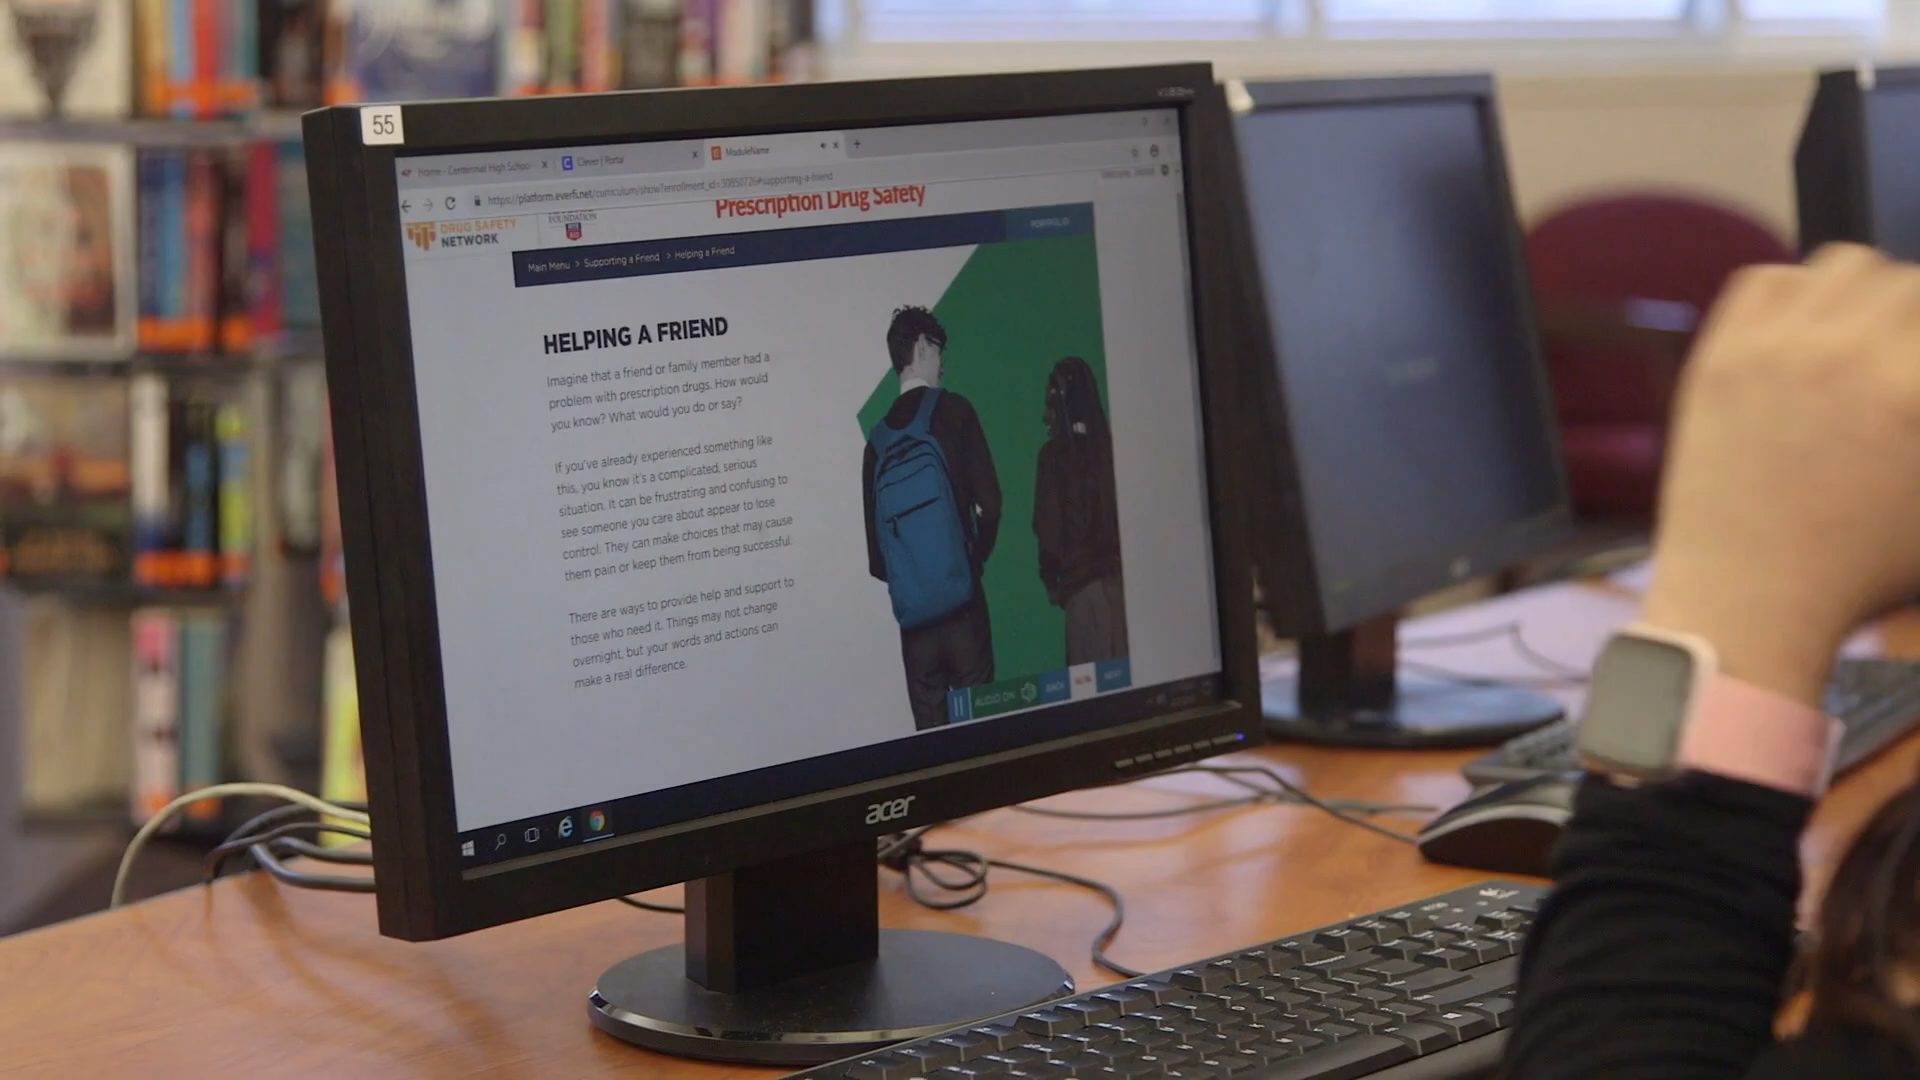 55
Home - Centennial High Schoo
Clever | Portal
ModuleName
https://platform.everfi.net/curriculum/show?enrollment_id=30850726#supporting-a-friend
DRUG SAFETY
NETWORK
FOUNDATION
Prescription Drug Safety
PORTFOLIO
Main Menu > Supporting a Friend > Helping a Friend
HELPING A FRIEND
Imagine that a friend or family member had a
problem with prescription drugs. How would
you know? What would you do or say?
If you've already experienced something like
this, you know it's a complicated, serious
situation. It can be frustrating and confusing to
see someone you care about appear to lose
control. They can make choices that may cause
them pain or keep them from being successful.
There are ways to provide help and support to
those who need it. Things may not change
overnight, but your words and actions can
make a real difference.
AUDIO ON
BACK
NEXT
acer